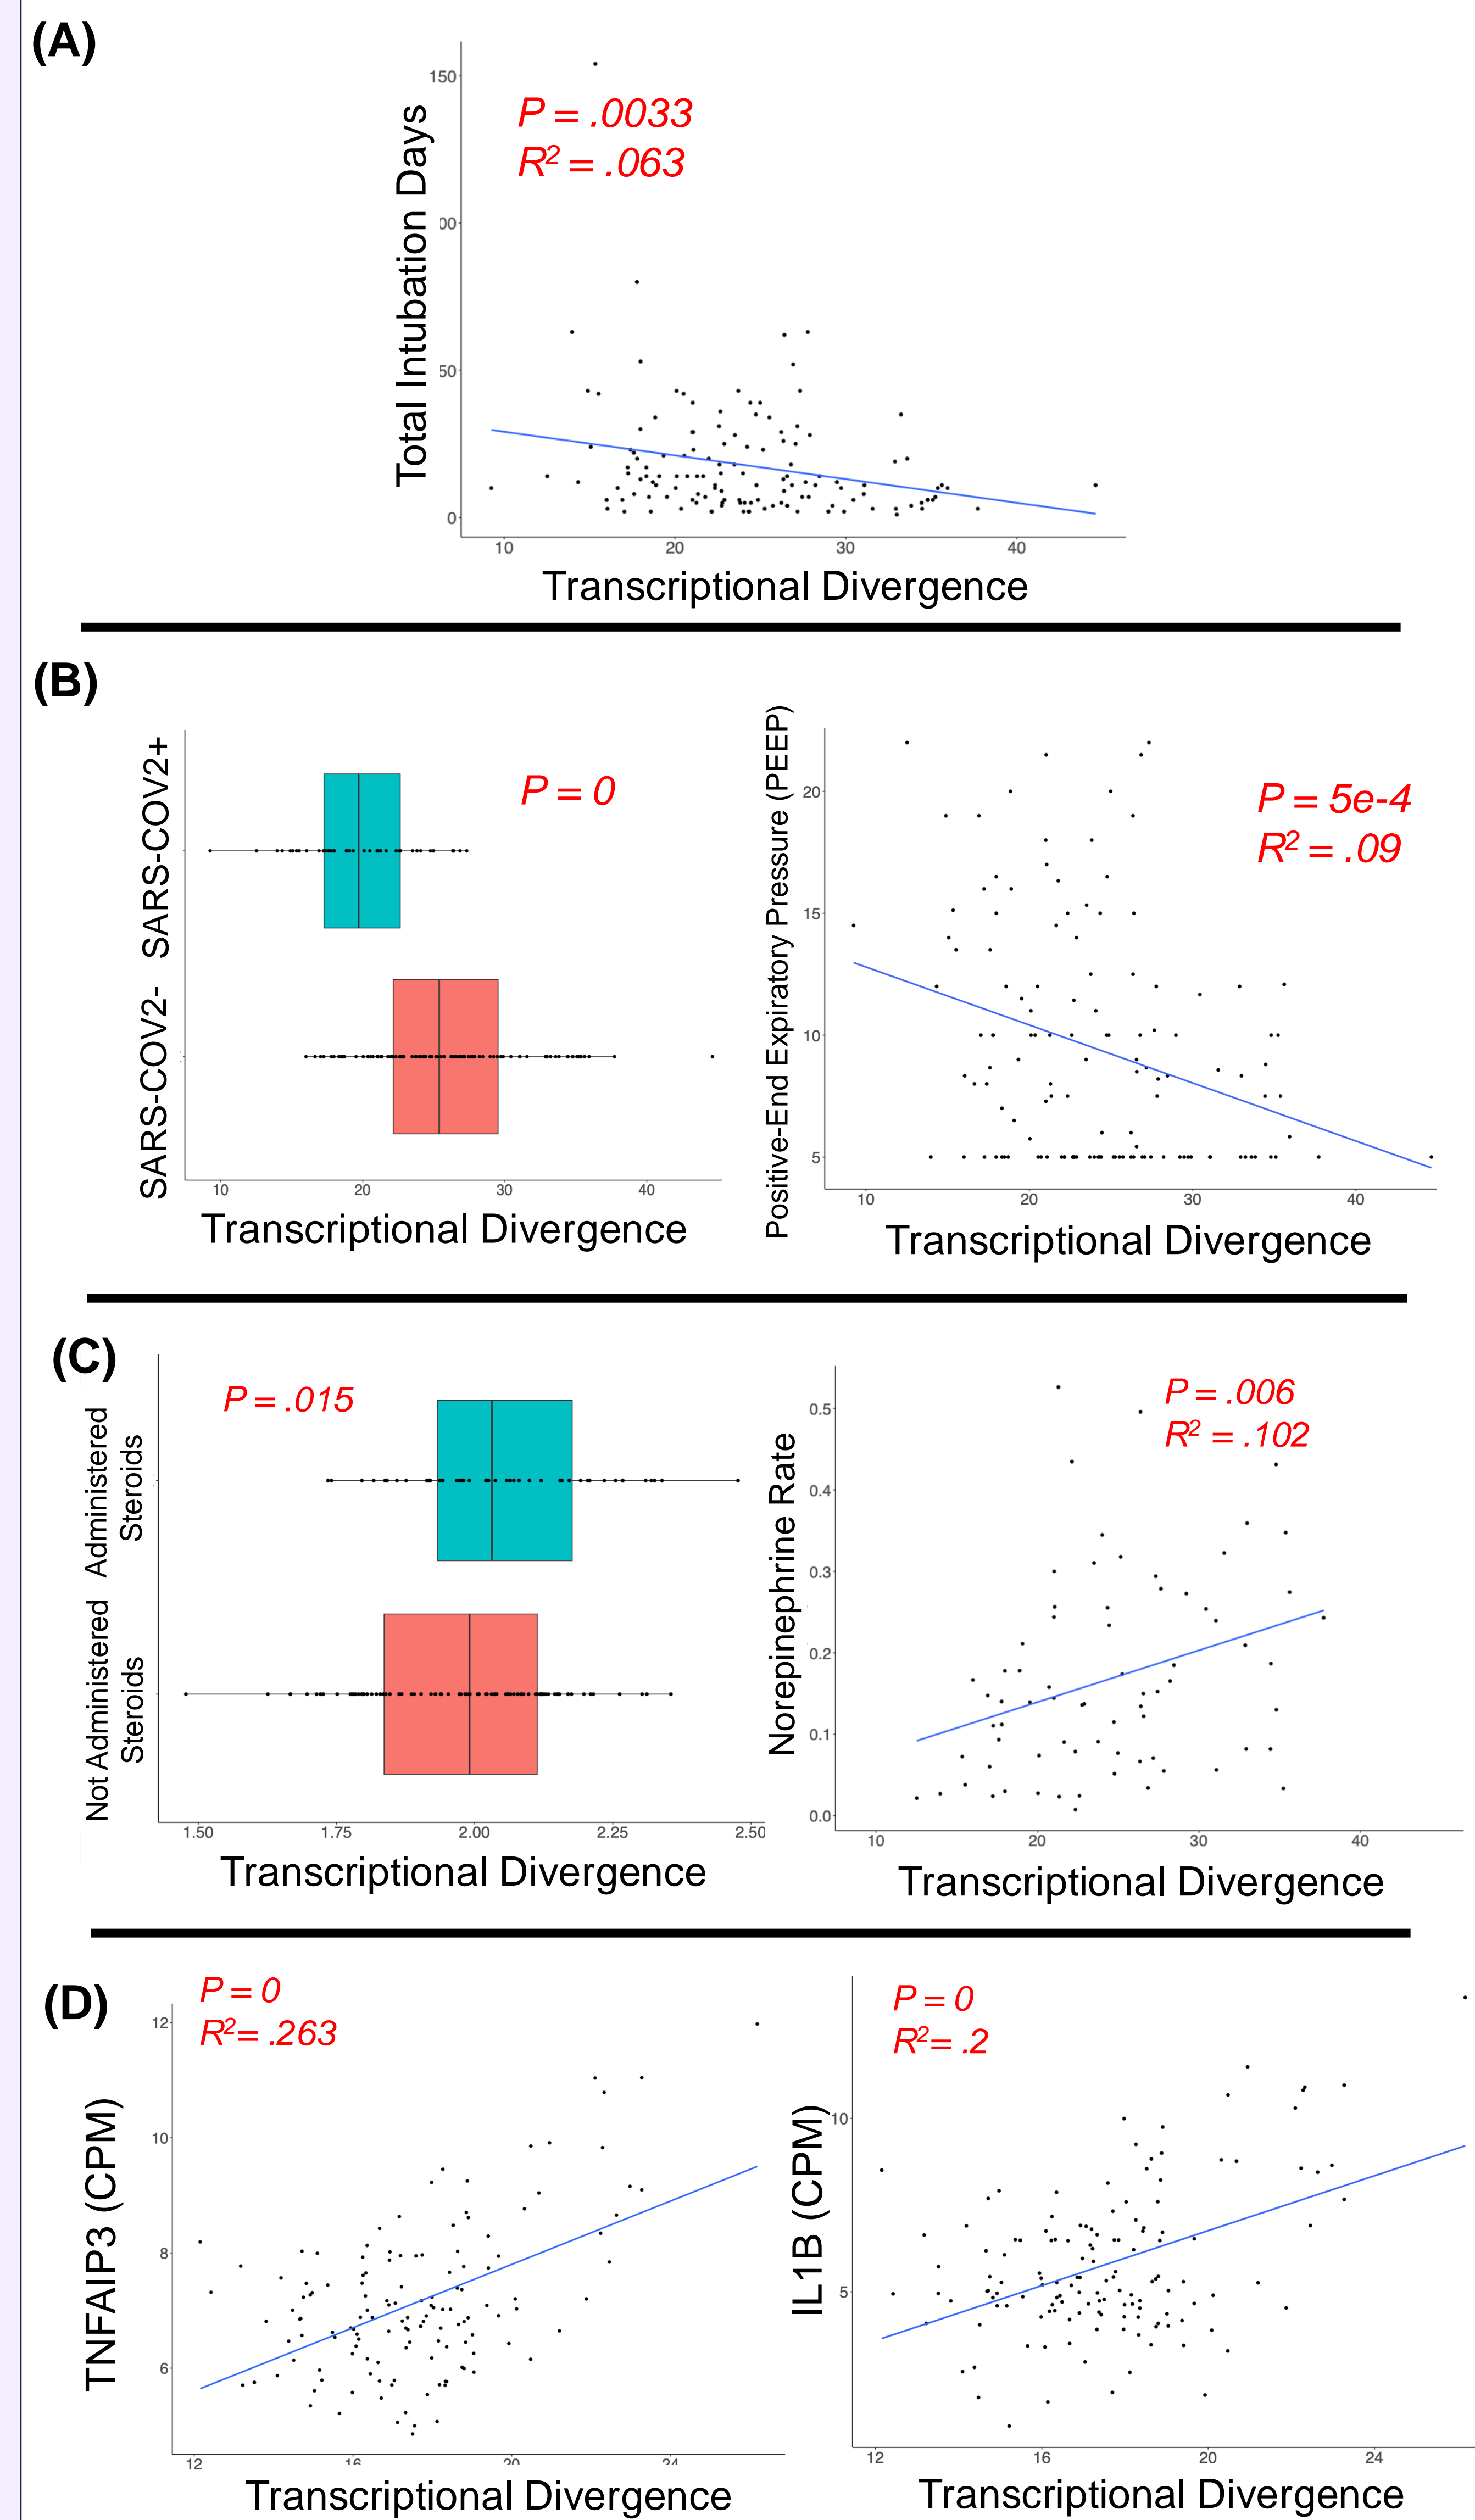 (A)
Total Intubation Days
P = .0033
R² = .063
150
00
50
0
10 20 30 40
Transcriptional Divergence
(B)
SARS-COV2+
SARS-COV2-
P = 0
10 20 30 40
Transcriptional Divergence
Positive-End Expiratory Pressure (PEEP)
P = 5e-4
R² = .09
20
15
10
5
10 20 30 40
Transcriptional Divergence
(C)
Administered
Steroids
Not Administered
Steroids
P = .015
1.50 1.75 2.00 2.25 2.50
Transcriptional Divergence
Norepinephrine Rate
P = .006
R² = .102
0.5
0.4
0.3
0.2
0.1
0.0
10 20 30 40
Transcriptional Divergence
(D)
TNFAIP3 (CPM)
P = 0
R²= .263
12
10
8
6
12 16 20 24
Transcriptional Divergence
IL1B (CPM)
P = 0
R²= .2
10
5
12 16 20 24
Transcriptional Divergence